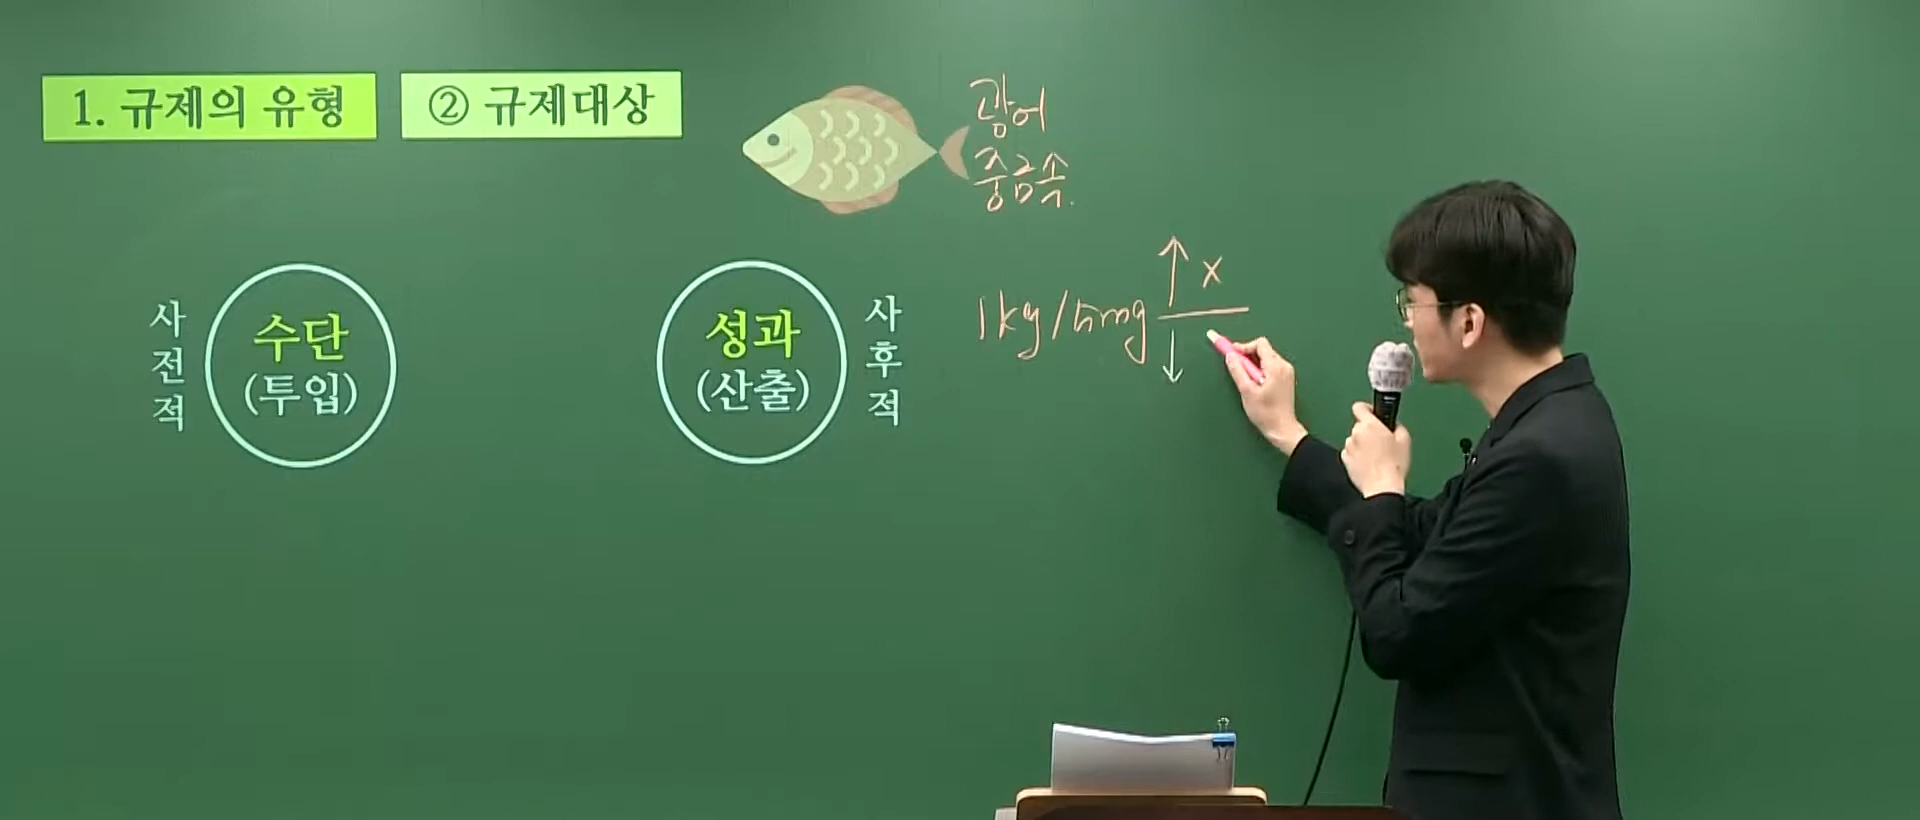 1. 규제의 유형
② 규제대상
광어
중금속.
사전적
수단
(투입)
성과
(산출)
사후적
1kg/5mg
↑ x
↓